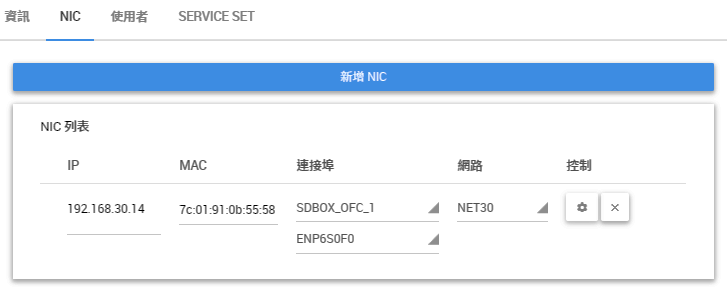 資訊 NIC 使用者 SERVICE SET
新增 NIC
NIC 列表
IP MAC 連接埠 網路 控制
192.168.30.14 7c:01:91:0b:55:58 SDBOX_OFC_1 NET30
ENP6S0F0